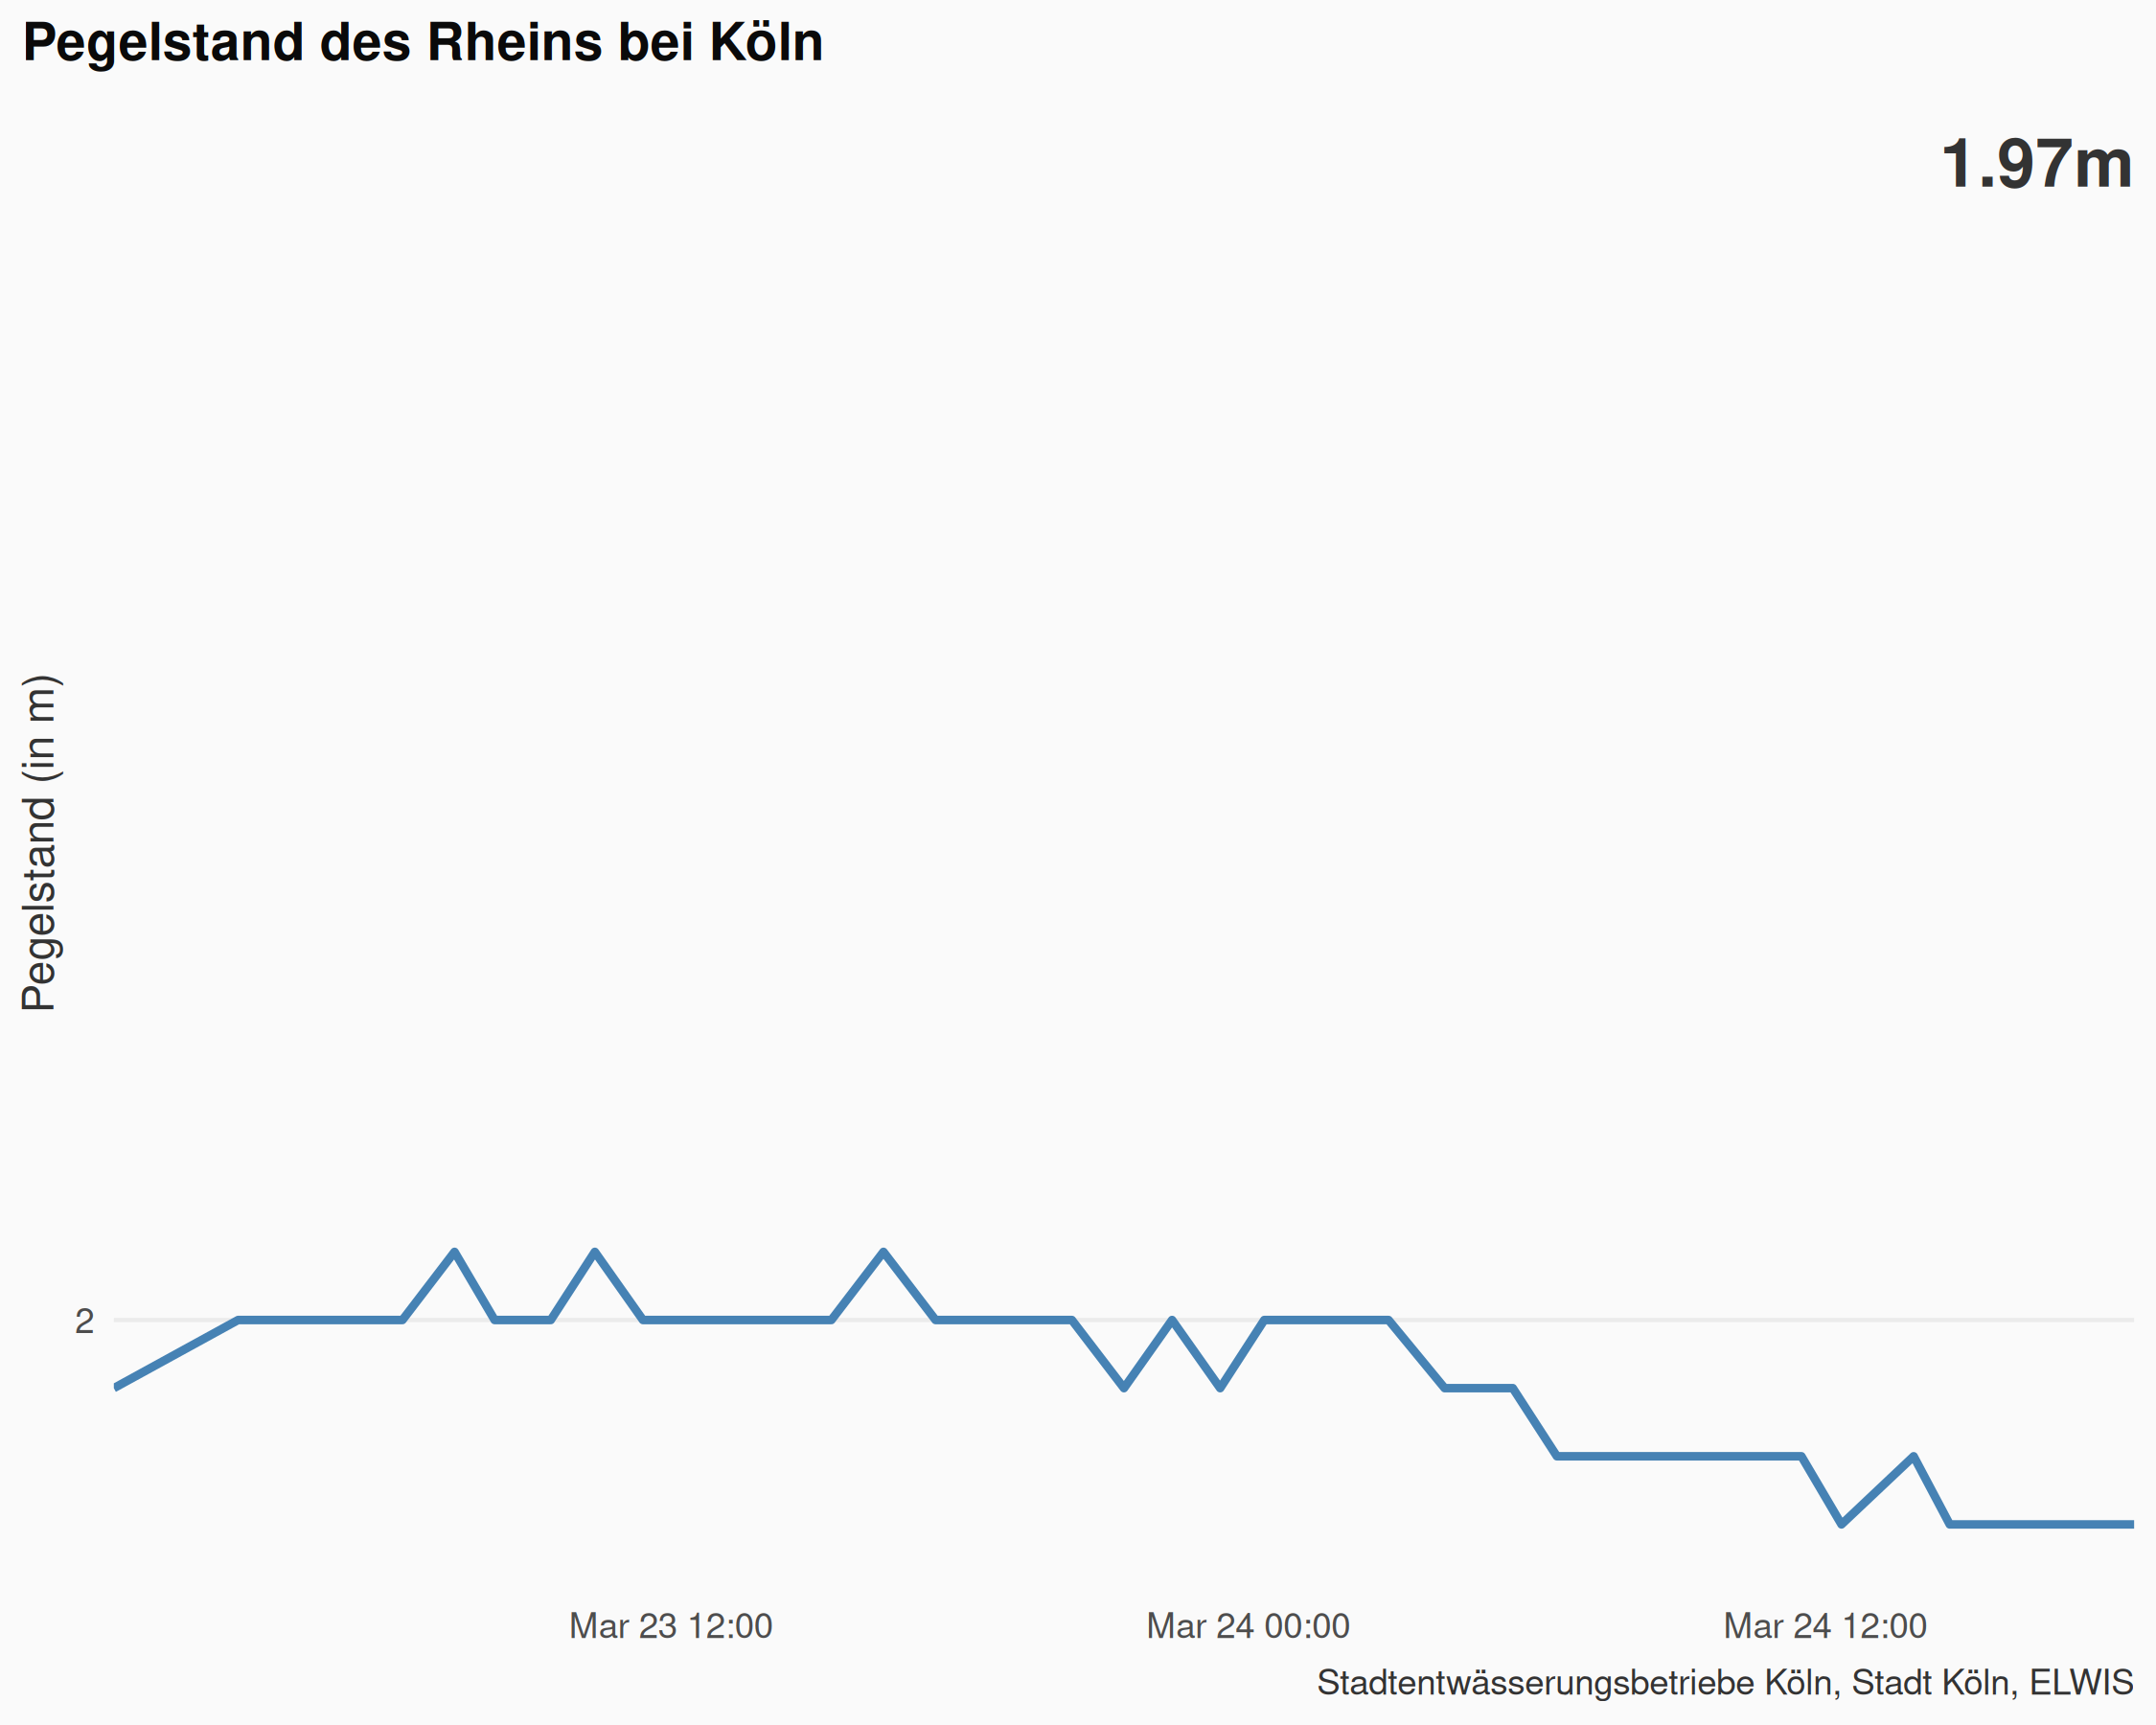 Pegelstand des Rheins bei Köln
1.97m
Pegelstand (in m)
2
Mar 23 12:00
Mar 24 00:00
Mar 24 12:00
Stadtentwässerungsbetriebe Köln, Stadt Köln, ELWIS